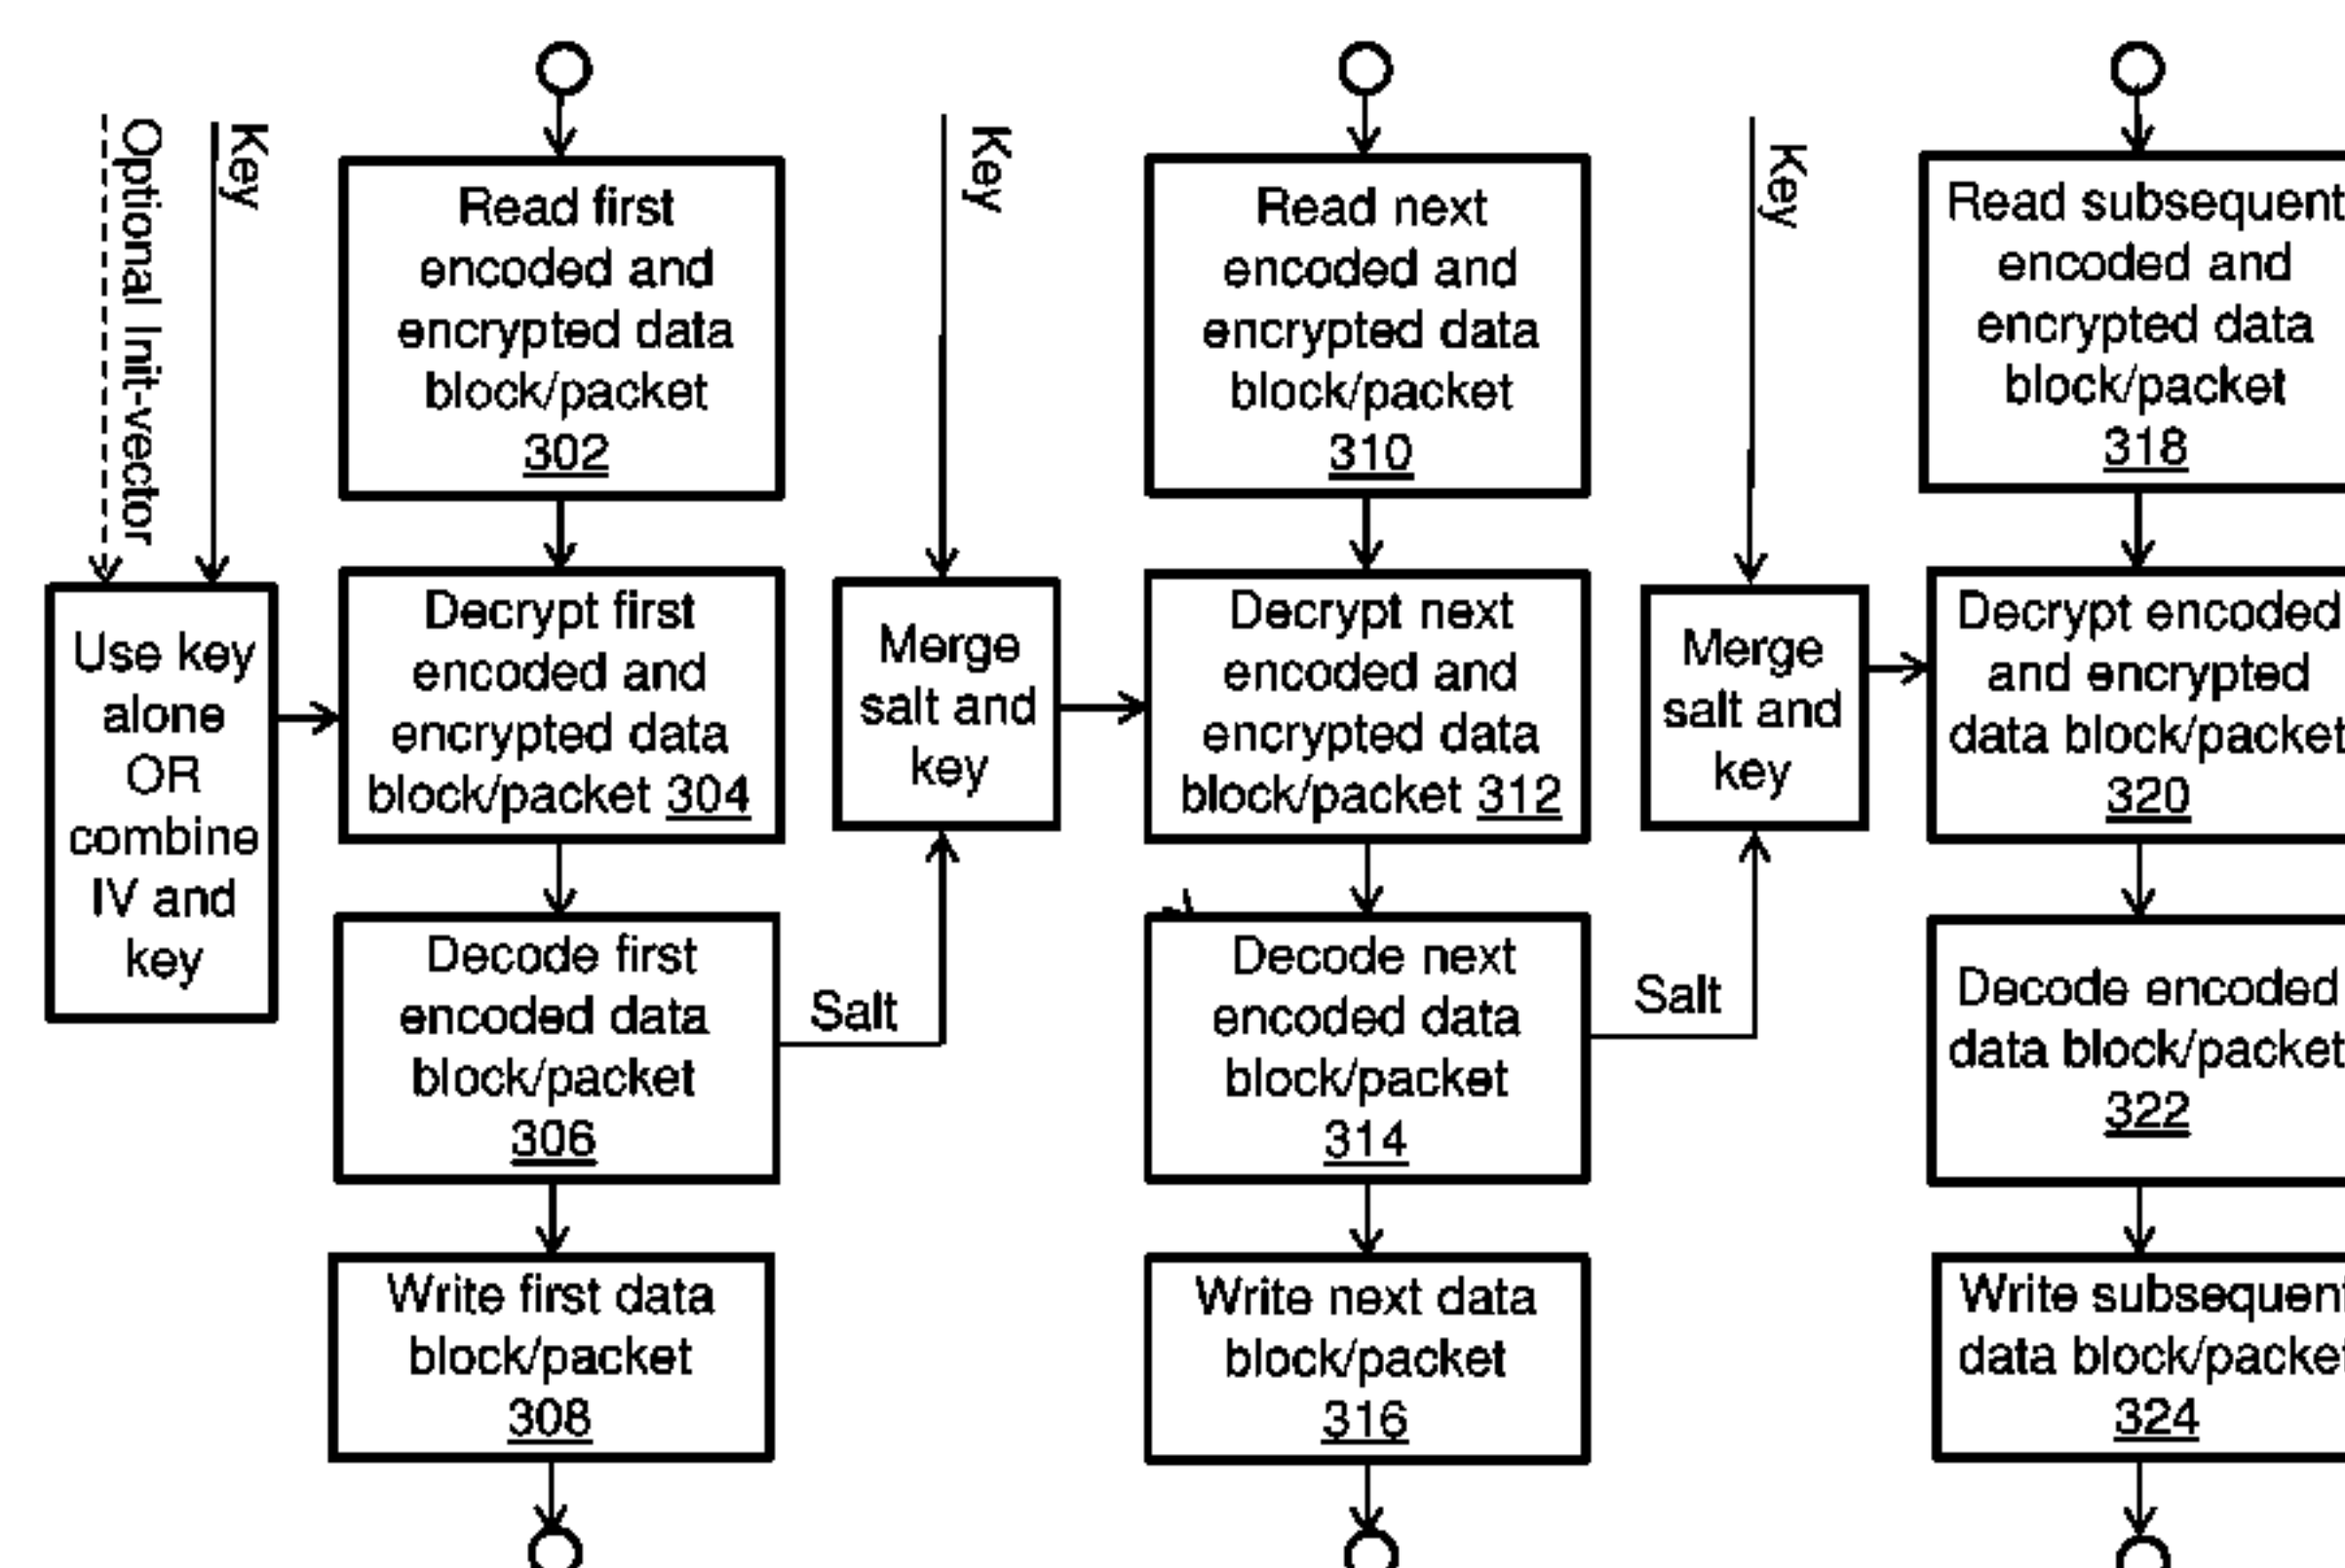 Optional Init-vector
Key
Use key
alone
OR
combine
IV and
key
Read first
encoded and
encrypted data
block/packet
302
Decrypt first
encoded and
encrypted data
block/packet 304
Decode first
encoded data
block/packet
306
Write first data
block/packet
308
Key
Merge
salt and
key
Salt
Read next
encoded and
encrypted data
block/packet
310
Decrypt next
encoded and
encrypted data
block/packet 312
Decode next
encoded data
block/packet
314
Write next data
block/packet
316
Key
Merge
salt and
key
Salt
Read subsequent
encoded and
encrypted data
block/packet
318
Decrypt encoded
and encrypted
data block/packet
320
Decode encoded
data block/packet
322
Write subsequent
data block/packet
324